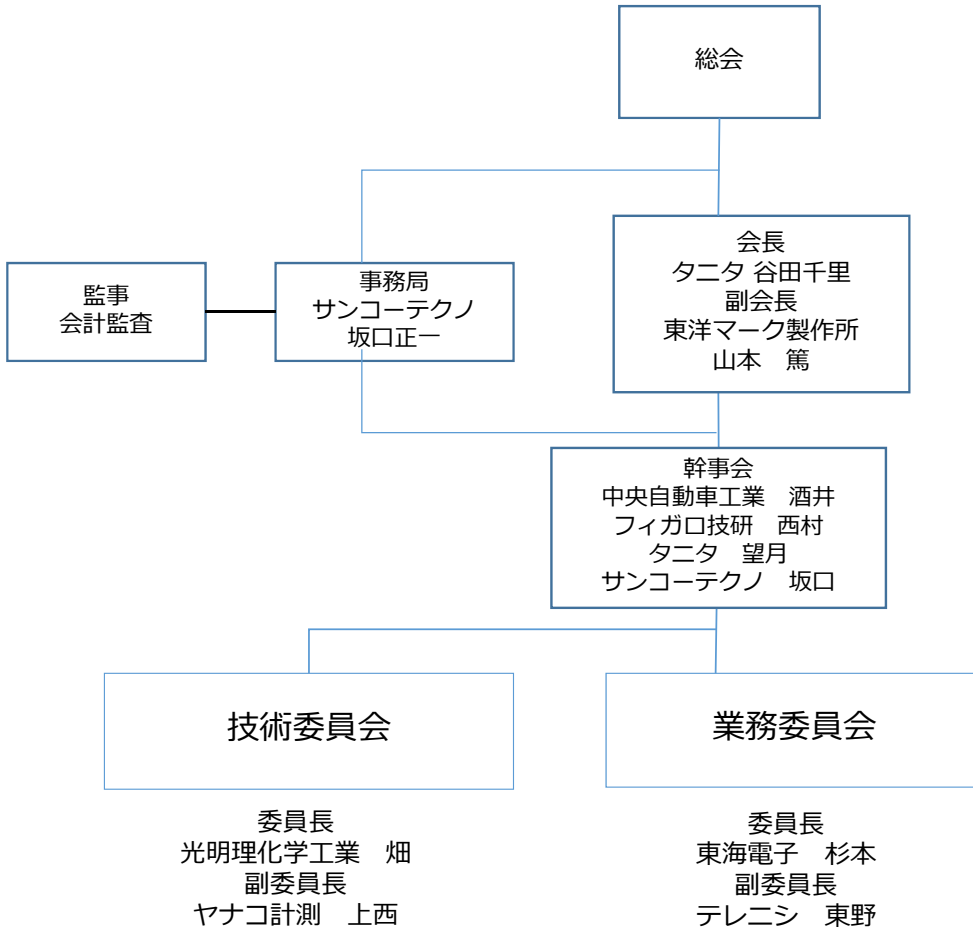 総会
会長
タニタ 谷田千里
副会長
東洋マーク製作所
山本　篤
監事
会計監査
事務局
サンコーテクノ
坂口正一
幹事会
中央自動車工業　酒井
フィガロ技研　西村
タニタ　望月
サンコーテクノ　坂口
技術委員会
委員長
光明理化学工業　畑
副委員長
ヤナコ計測　上西
業務委員会
委員長
東海電子　杉本
副委員長
テレニシ　東野